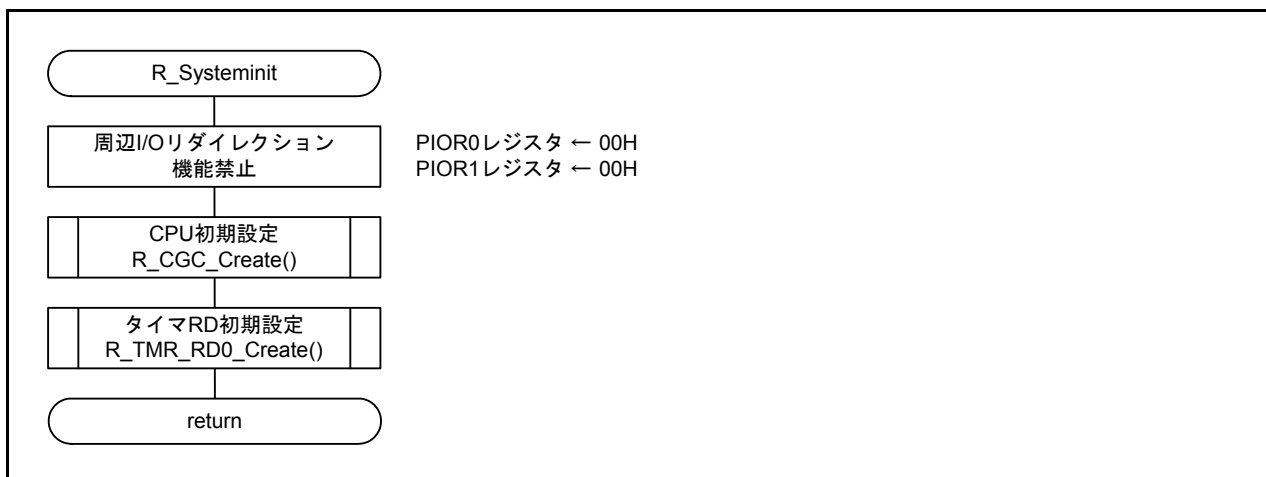 R_Systeminit
周辺I/Oリダイレクション
機能禁止
PIOR0レジスタ ← 00H
PIOR1レジスタ ← 00H
CPU初期設定
R_CGC_Create()
タイマRD初期設定
R_TMR_RD0_Create()
return